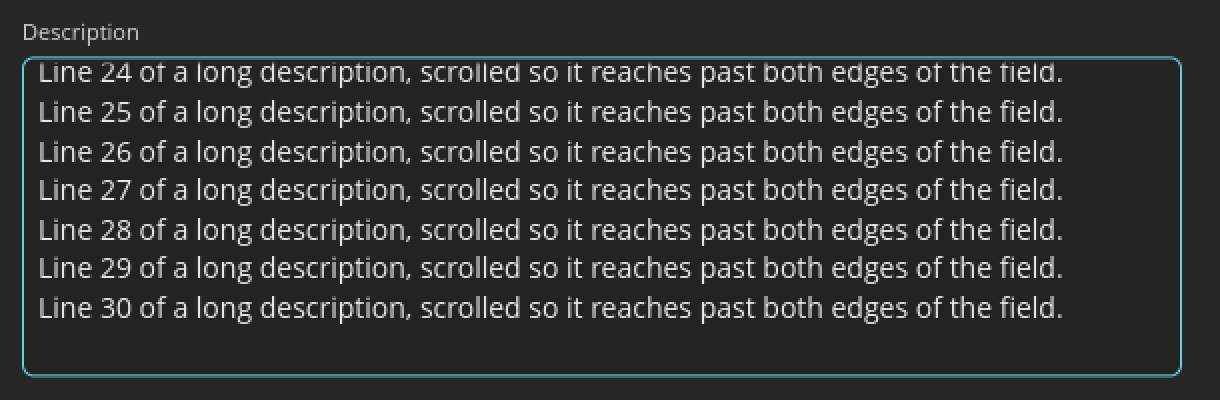 Description
Line 24 of a long description, scrolled so it reaches past both edges of the field.
Line 25 of a long description, scrolled so it reaches past both edges of the field.
Line 26 of a long description, scrolled so it reaches past both edges of the field.
Line 27 of a long description, scrolled so it reaches past both edges of the field.
Line 28 of a long description, scrolled so it reaches past both edges of the field.
Line 29 of a long description, scrolled so it reaches past both edges of the field.
Line 30 of a long description, scrolled so it reaches past both edges of the field.